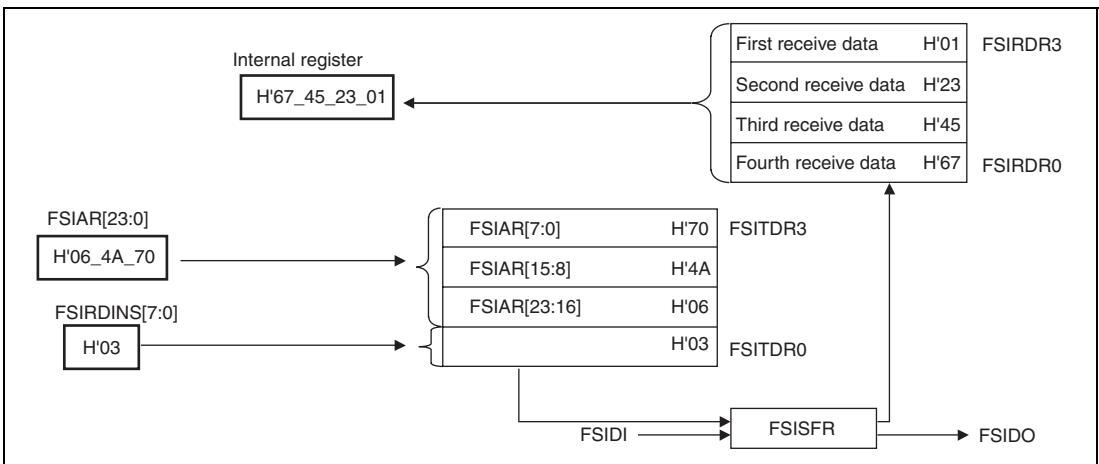 First receive data H'01 FSIRDR3
Internal register
H'67_45_23_01
Second receive data H'23
Third receive data H'45
Fourth receive data H'67 FSIRDR0
FSIAR[23:0]
H'06_4A_70
FSIAR[7:0] H'70 FSITDR3
FSIAR[15:8] H'4A
FSIAR[23:16] H'06
FSIRDINS[7:0]
H'03
H'03 FSITDR0
FSIDI FSISFR FSIDO